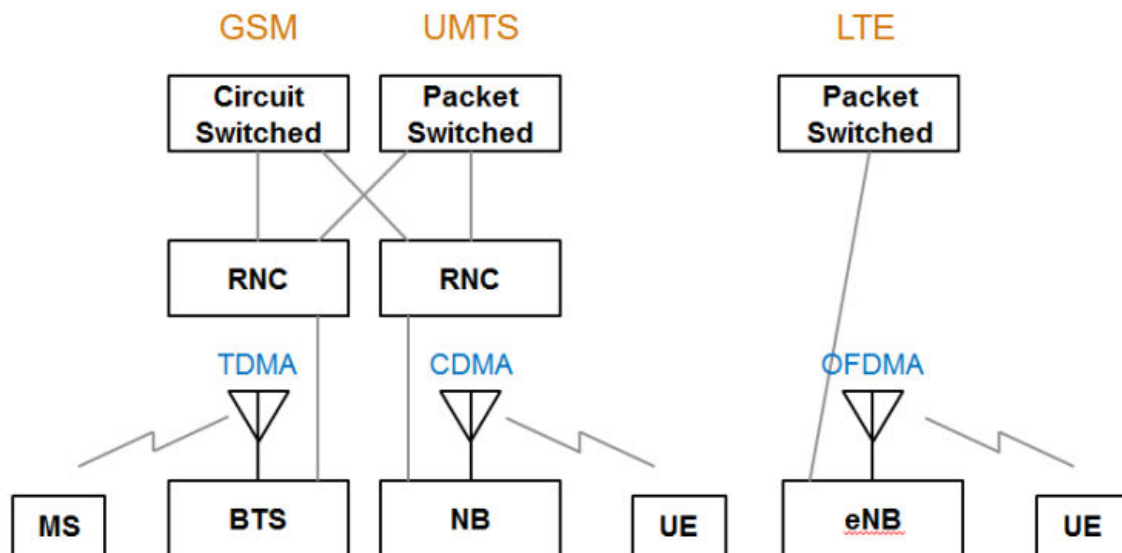 GSM
UMTS
LTE
Circuit
Switched
Packet
Switched
Packet
Switched
RNC
RNC
TDMA
CDMA
OFDMA
MS
BTS
NB
UE
eNB
UE